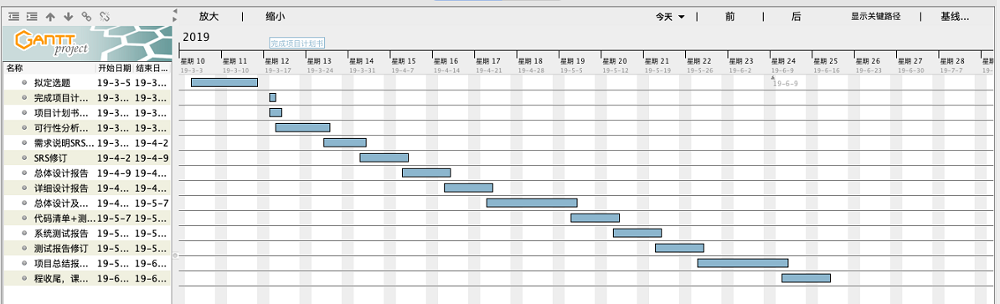 放大 | 缩小 今天 | 前 | 后 显示关键路径 | 基线...
GANTT project
2019
完成项目计划书
星期 10 星期 11 星期 12 星期 13 星期 14 星期 15 星期 16 星期 17 星期 18 星期 19 星期 20 星期 21 星期 22 星期 23 星期 24 星期 25 星期 26 星期 27 星期 28 星期
名称 开始日期 结束日...
19-3-3 19-3-10 19-3-17 19-3-24 19-3-31 19-4-7 19-4-14 19-4-21 19-4-28 19-5-5 19-5-12 19-5-19 19-5-26 19-6-2 19-6-9 19-6-16 19-6-23 19-6-30 19-7-7 19-
拟定选题 19-3-5 19-3...
19-6-9
完成项目计... 19-3... 19-3...
项目计划书... 19-3... 19-3...
可行性分析... 19-3... 19-3...
需求说明SRS... 19-3... 19-4-2
SRS修订 19-4-2 19-4-9
总体设计报告 19-4-9 19-4...
详细设计报告 19-4... 19-4...
总体设计及... 19-4... 19-5-7
代码清单+测... 19-5-7 19-5...
系统测试报告 19-5... 19-5...
测试报告修订 19-5... 19-5...
项目总结报... 19-5... 19-6...
程收尾，课... 19-6... 19-6...